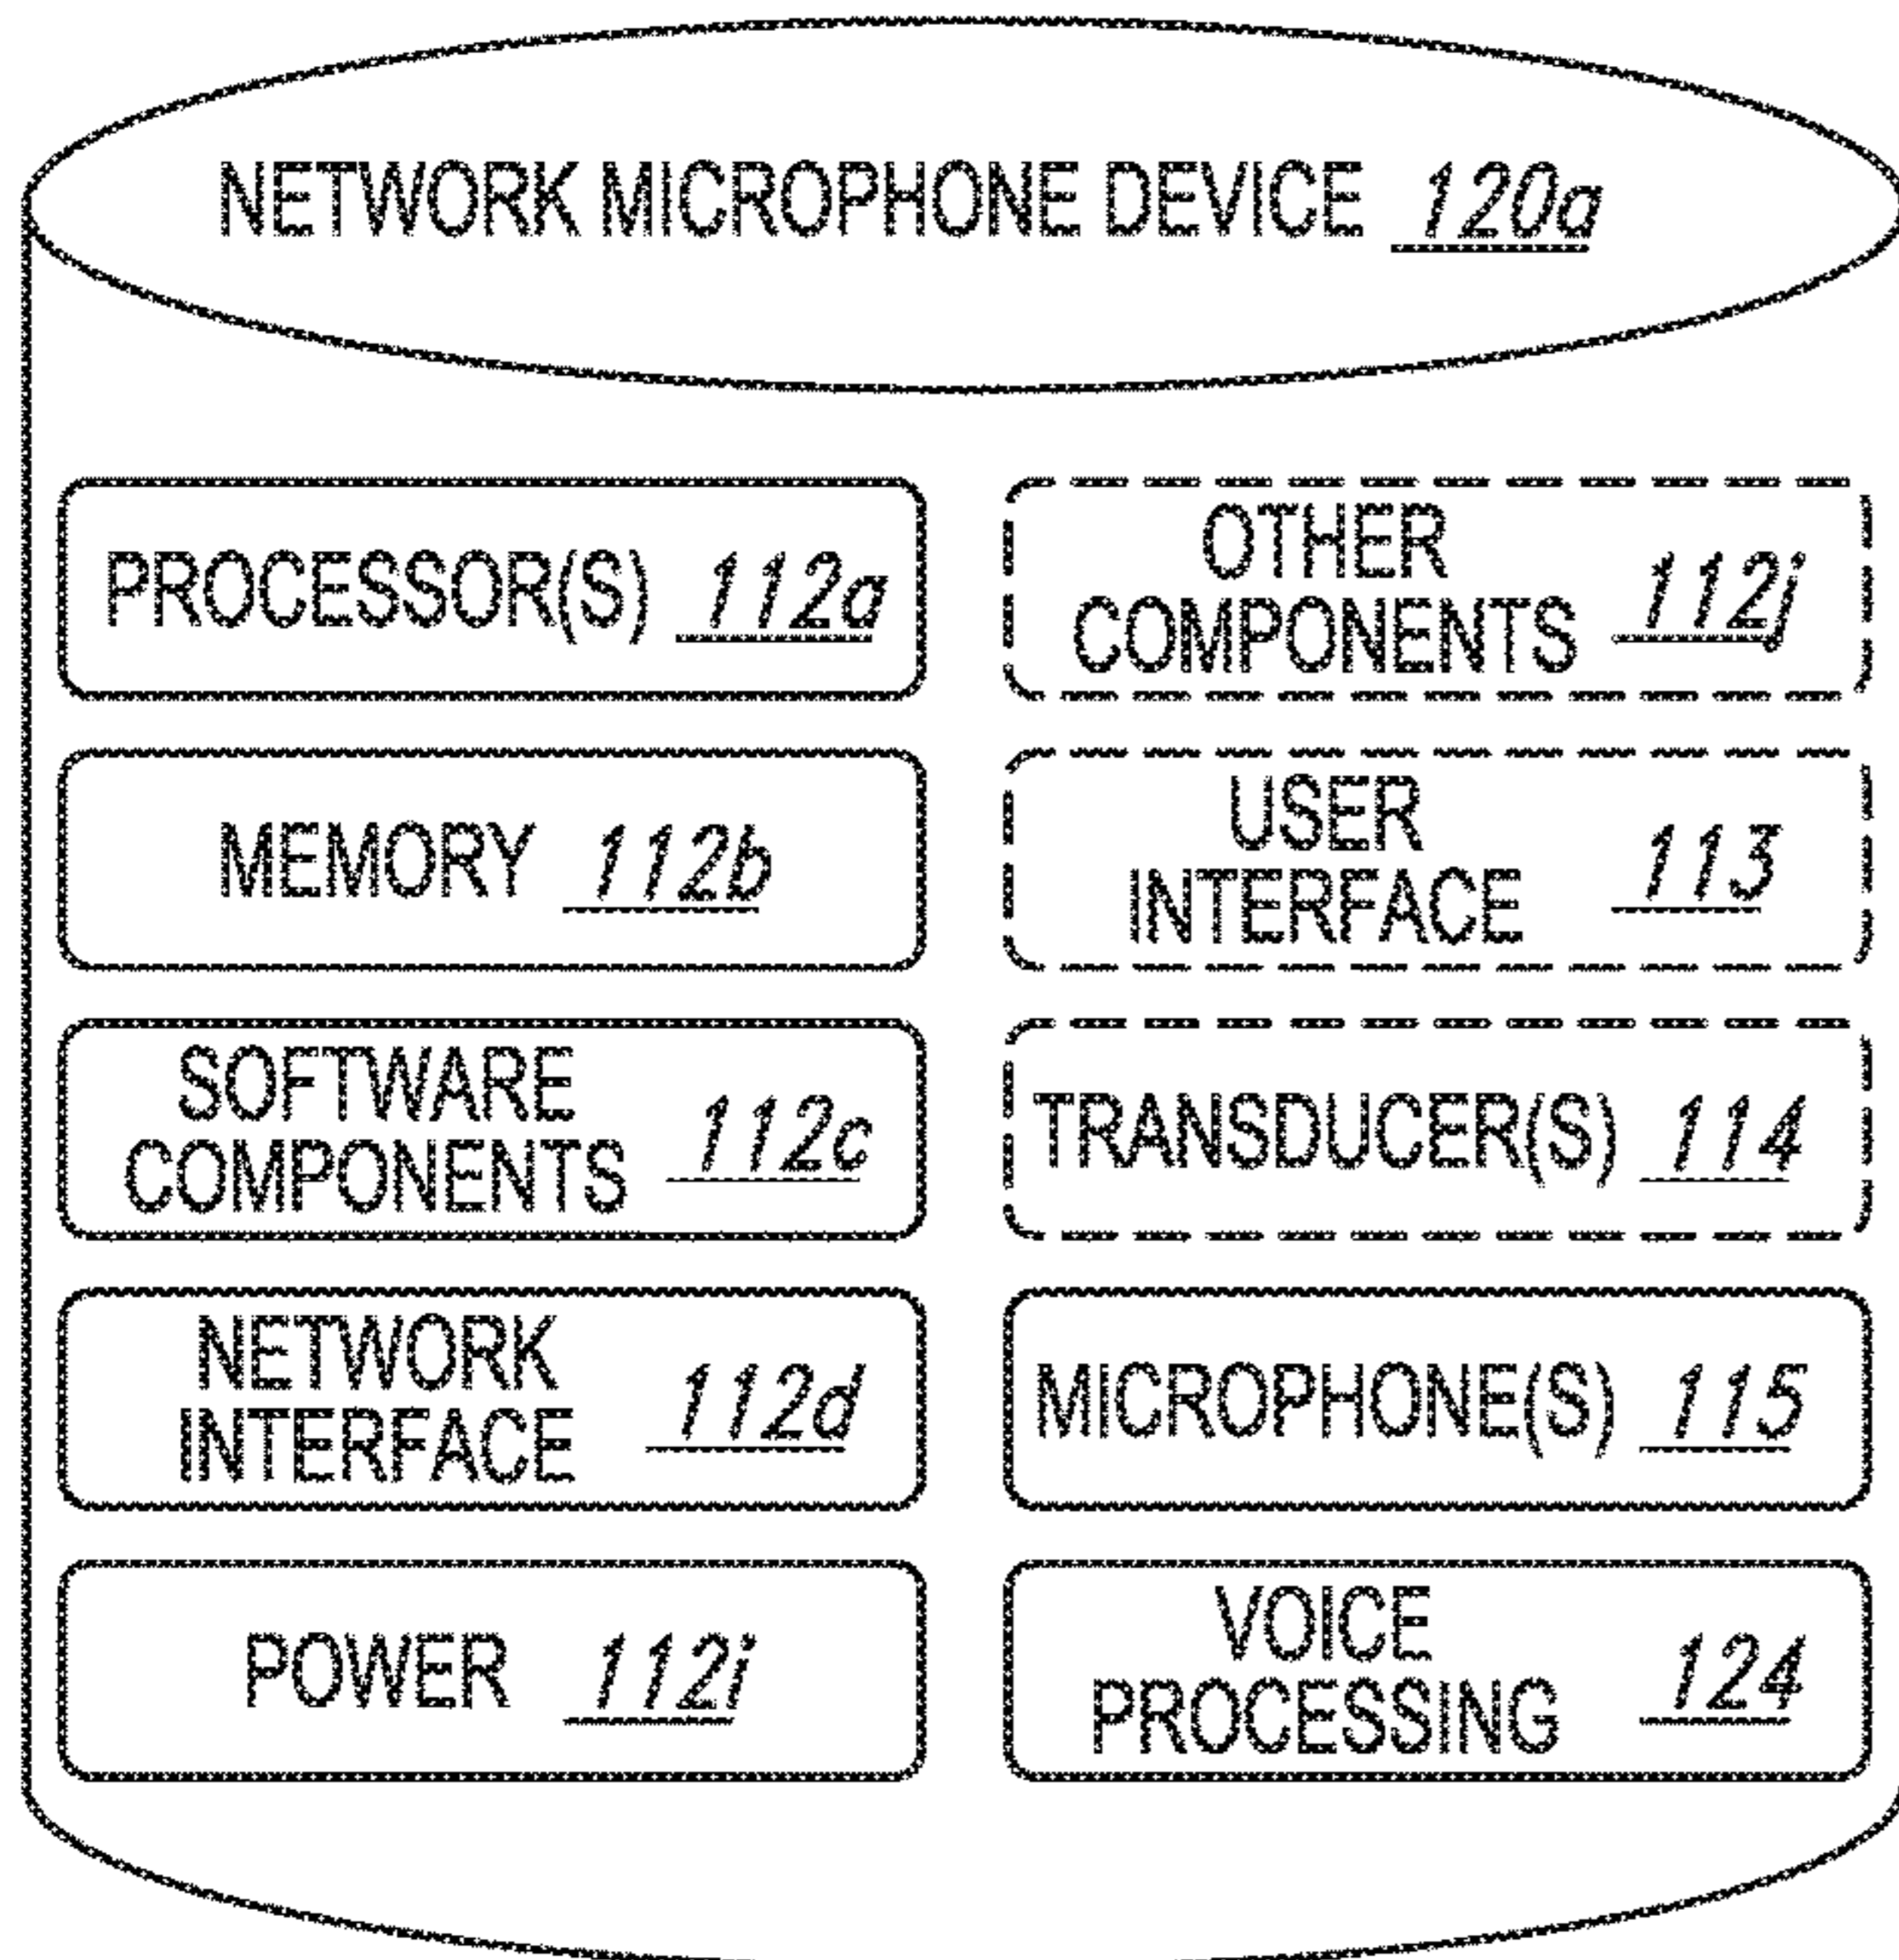 NETWORK MICROPHONE DEVICE 120a
PROCESSOR(S) 112a
MEMORY 112b
SOFTWARE
COMPONENTS 112c
NETWORK
INTERFACE 112d
POWER 112i
OTHER
COMPONENTS 112j
USER
INTERFACE 113
TRANSDUCER(S) 114
MICROPHONE(S) 115
VOICE
PROCESSING 124